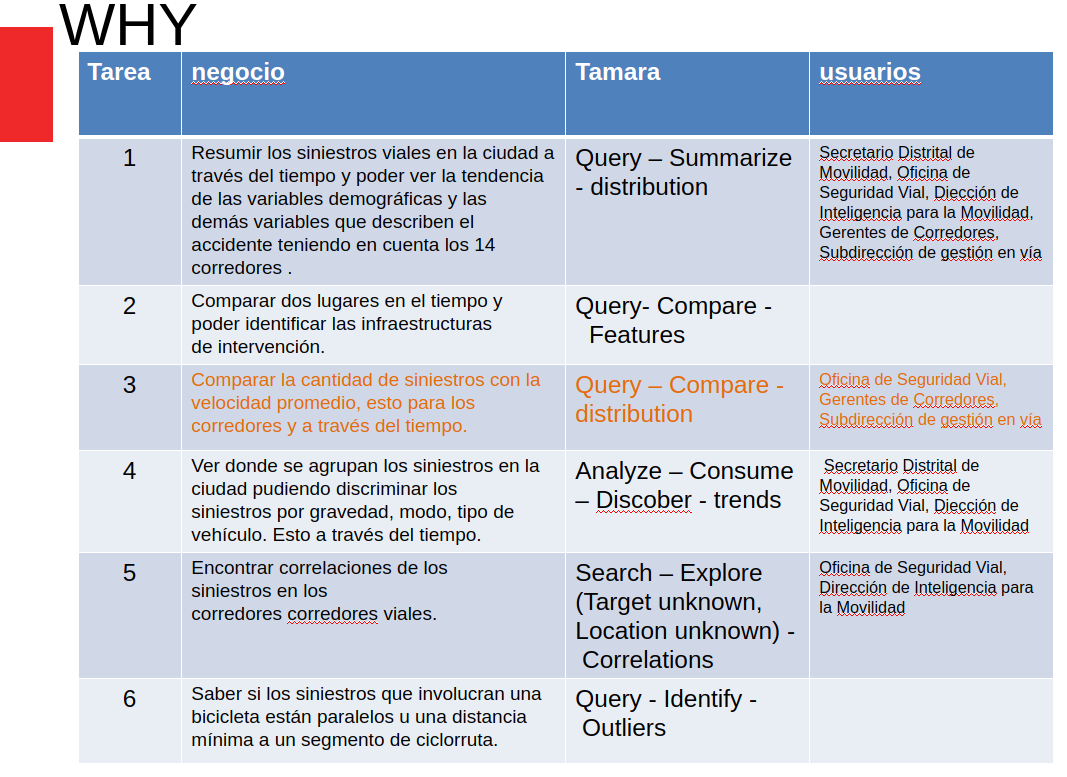 WHY
Tarea
negocio
Tamara
usuarios
1
Resumir los siniestros viales en la ciudad a
través del tiempo y poder ver la tendencia
de las variables demográficas y las
demás variables que describen el
accidente teniendo en cuenta los 14
corredores .
Query – Summarize
- distribution
Secretario Distrital de
Movilidad, Oficina de
Seguridad Vial, Diección de
Inteligencia para la Movilidad,
Gerentes de Corredores,
Subdirección de gestión en vía
2
Comparar dos lugares en el tiempo y
poder identificar las infraestructuras
de intervención.
Query- Compare -
Features
3
Comparar la cantidad de siniestros con la
velocidad promedio, esto para los
corredores y a través del tiempo.
Query – Compare -
distribution
Oficina de Seguridad Vial,
Gerentes de Corredores,
Subdirección de gestión en vía
4
Ver donde se agrupan los siniestros en la
ciudad pudiendo discriminar los
siniestros por gravedad, modo, tipo de
vehículo. Esto a través del tiempo.
Analyze – Consume
– Discober - trends
Secretario Distrital de
Movilidad, Oficina de
Seguridad Vial, Diección de
Inteligencia para la Movilidad
5
Encontrar correlaciones de los
siniestros en los
corredores corredores viales.
Search – Explore
(Target unknown,
Location unknown) -
Correlations
Oficina de Seguridad Vial,
Dirección de Inteligencia para
la Movilidad
6
Saber si los siniestros que involucran una
bicicleta están paralelos u una distancia
mínima a un segmento de ciclorruta.
Query - Identify -
Outliers